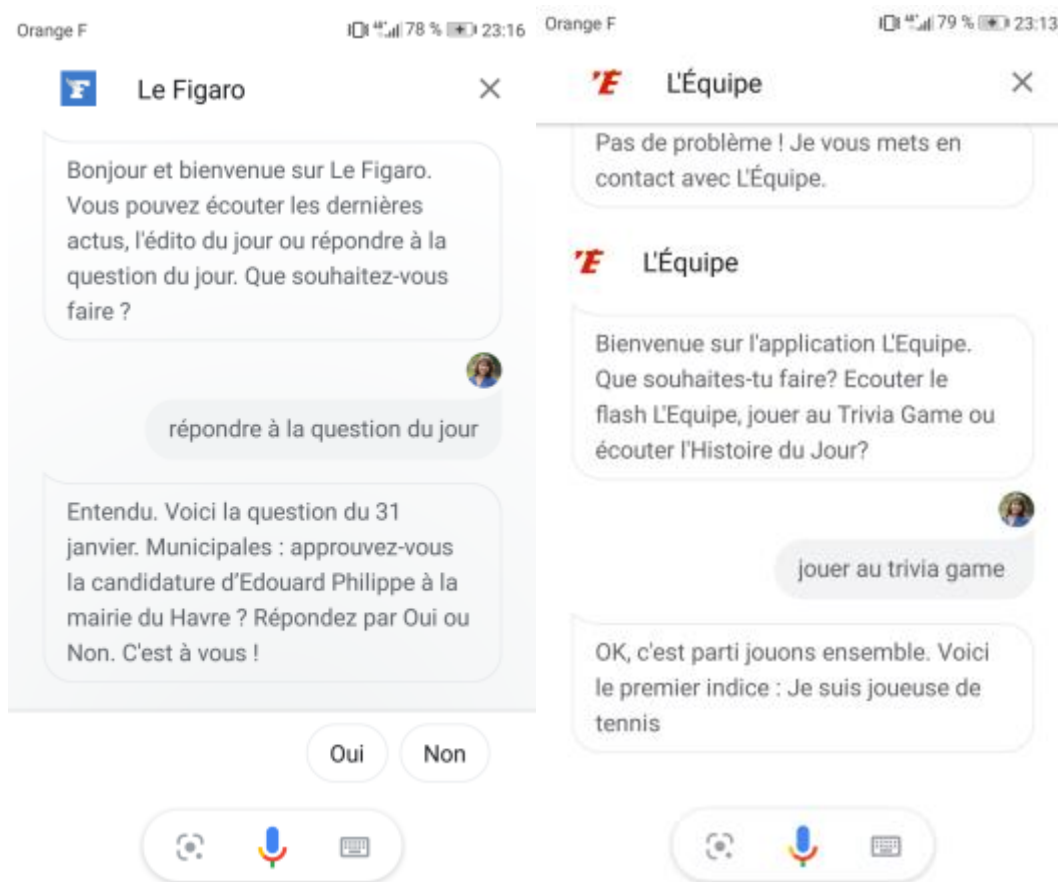 Orange F
78 % 23:16
Le Figaro
Bonjour et bienvenue sur Le Figaro.
Vous pouvez écouter les dernières
actus, l'édito du jour ou répondre à la
question du jour. Que souhaitez-vous
faire ?
répondre à la question du jour
Entendu. Voici la question du 31
janvier. Municipales : approuvez-vous
la candidature d'Edouard Philippe à la
mairie du Havre ? Répondez par Oui ou
Non. C'est à vous !
Oui
Non
Orange F
79 % 23:13
L'Équipe
Pas de problème ! Je vous mets en
contact avec L'Équipe.
L'Équipe
Bienvenue sur l'application L'Equipe.
Que souhaites-tu faire? Ecouter le
flash L'Equipe, jouer au Trivia Game ou
écouter l'Histoire du Jour?
jouer au trivia game
OK, c'est parti jouons ensemble. Voici
le premier indice : Je suis joueuse de
tennis